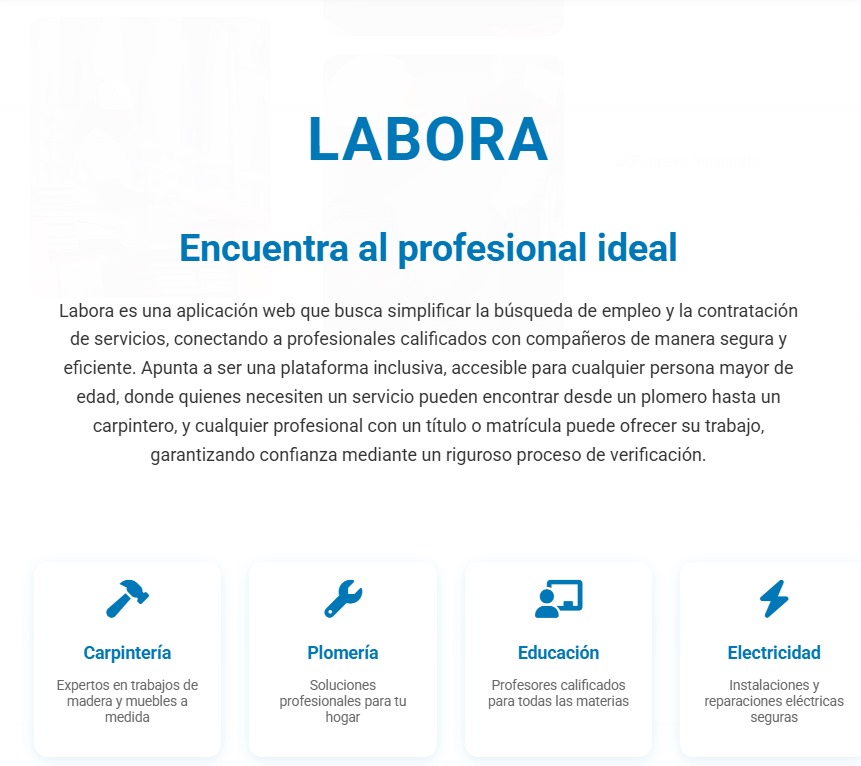 LABORA
Encuentra al profesional ideal
Labora es una aplicación web que busca simplificar la búsqueda de empleo y la contratación
de servicios, conectando a profesionales calificados con compañeros de manera segura y
eficiente. Apunta a ser una plataforma inclusiva, accesible para cualquier persona mayor de
edad, donde quienes necesiten un servicio pueden encontrar desde un plomero hasta un
carpintero, y cualquier profesional con un título o matrícula puede ofrecer su trabajo,
garantizando confianza mediante un riguroso proceso de verificación.
Carpintería
Expertos en trabajos de
madera y muebles a
medida
Plomería
Soluciones
profesionales para tu
hogar
Educación
Profesores calificados
para todas las materias
Electricidad
Instalaciones y
reparaciones eléctricas
seguras